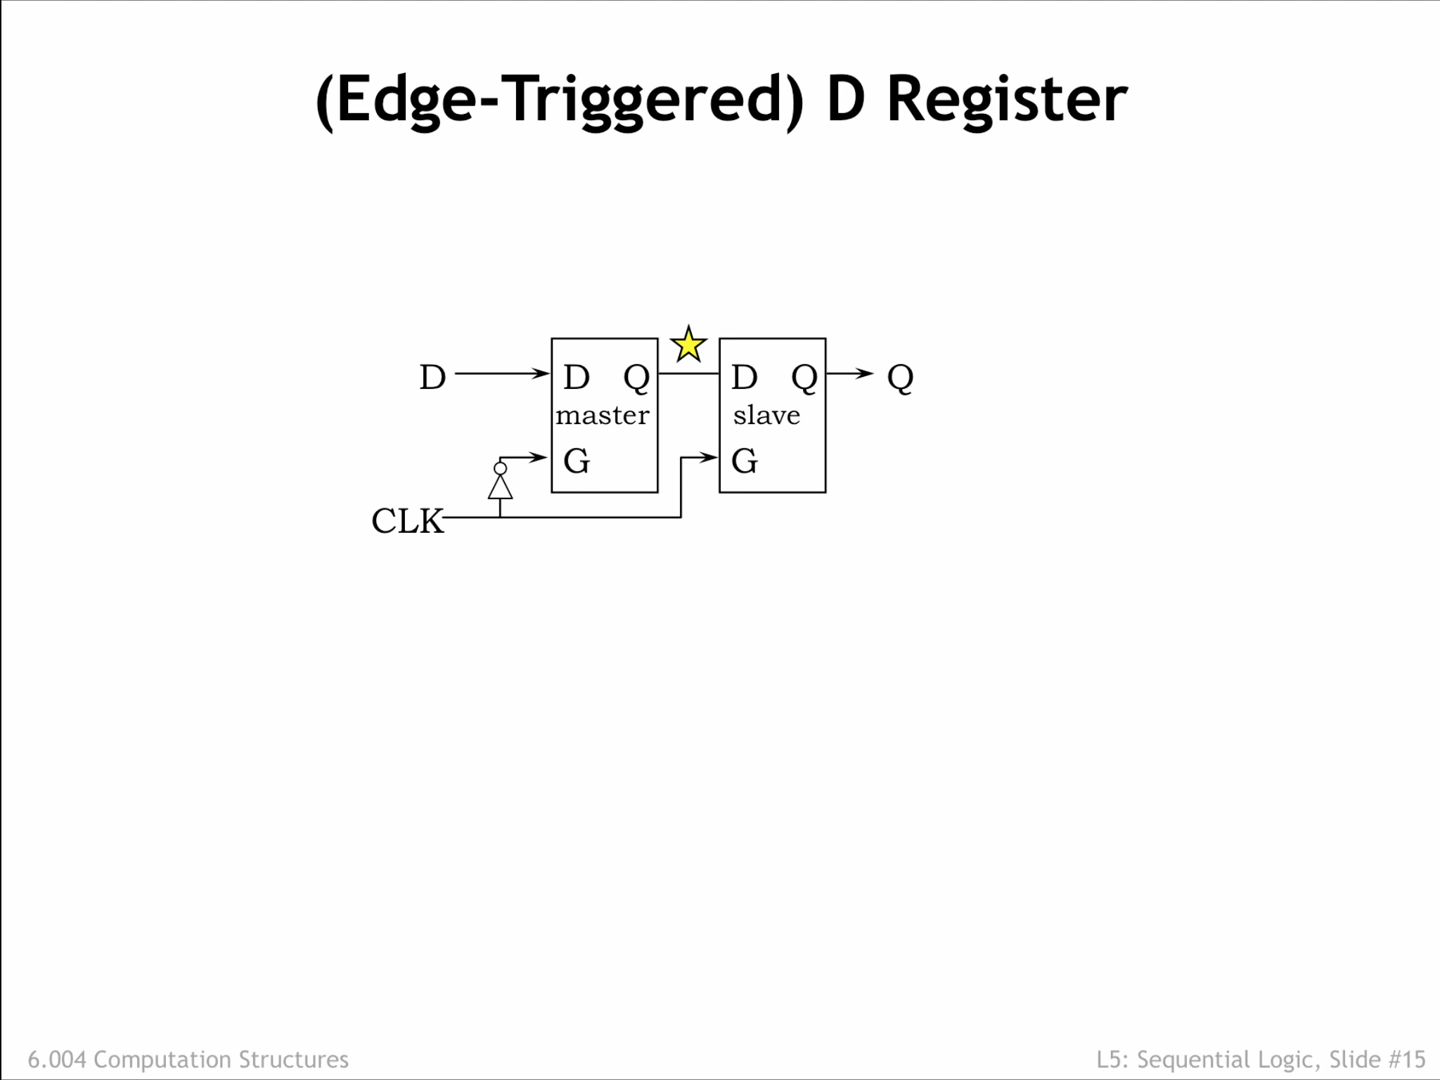 (Edge-Triggered) D Register
D D Q D Q Q
master slave
G G
CLK
6.004 Computation Structures
L5: Sequential Logic, Slide #15